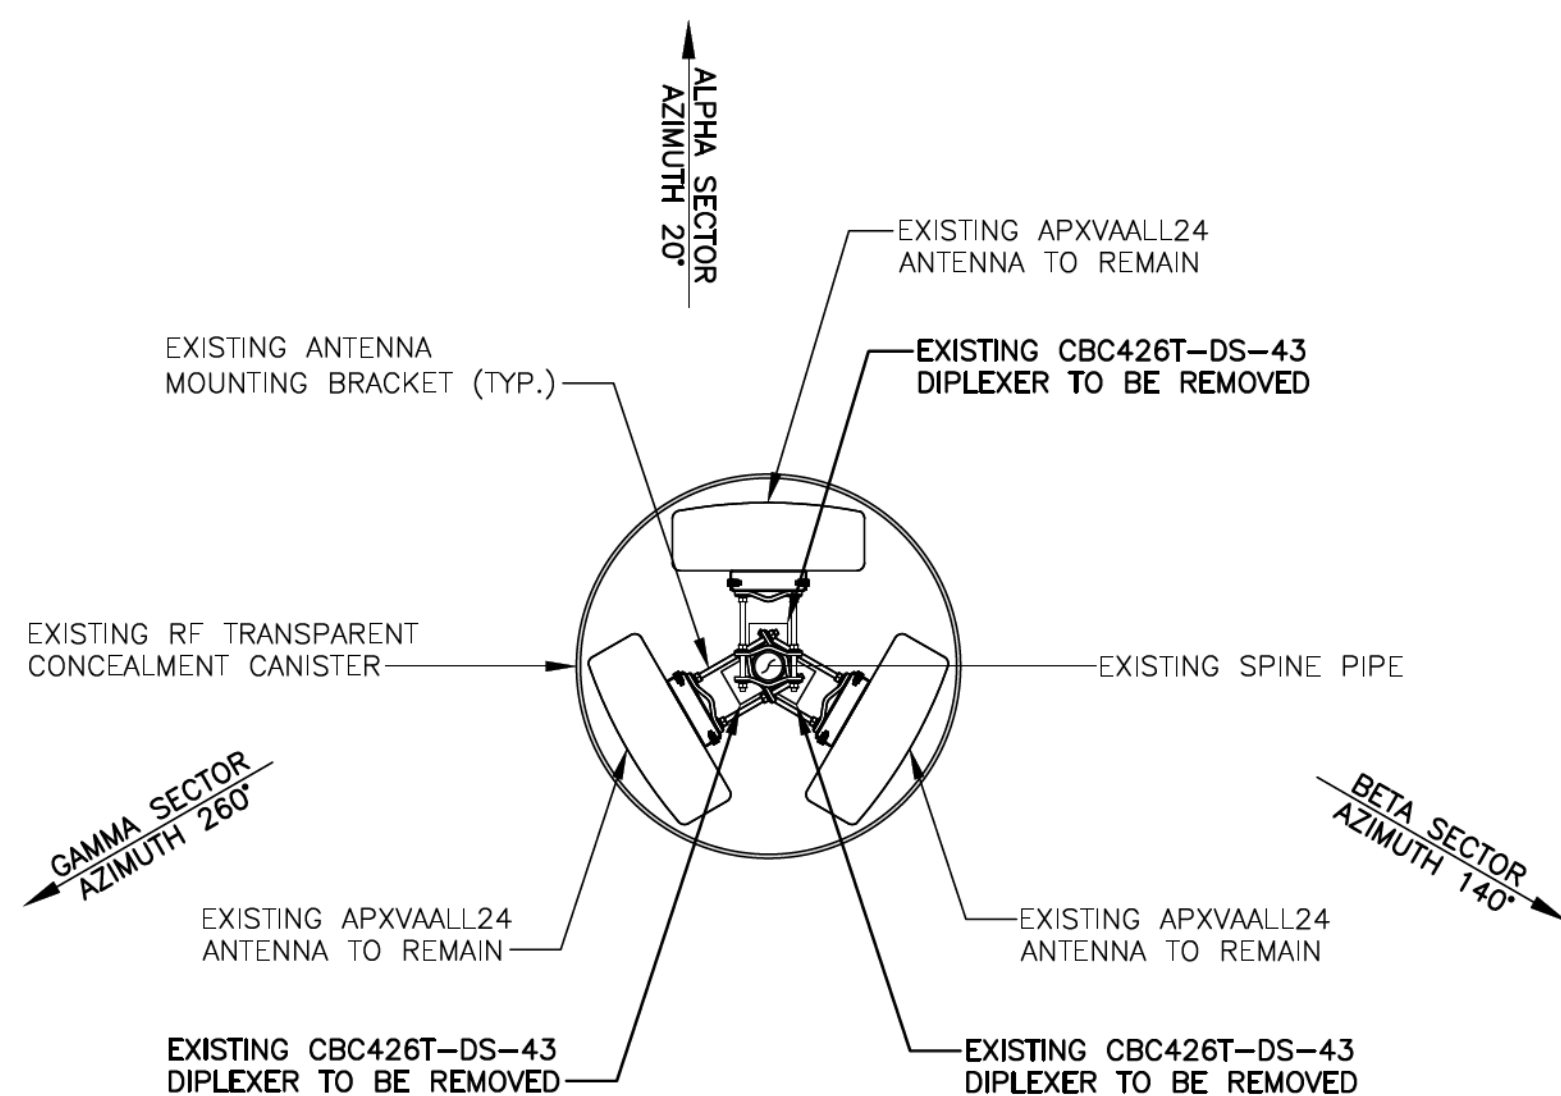 ALPHA SECTOR
AZIMUTH 20°
EXISTING APXVAALL24
ANTENNA TO REMAIN
EXISTING ANTENNA
MOUNTING BRACKET (TYP.)
EXISTING CBC426T-DS-43
DIPLEXER TO BE REMOVED
EXISTING RF TRANSPARENT
CONCEALMENT CANISTER
EXISTING SPINE PIPE
GAMMA SECTOR
AZIMUTH 260°
BETA SECTOR
AZIMUTH 140°
EXISTING APXVAALL24
ANTENNA TO REMAIN
EXISTING APXVAALL24
ANTENNA TO REMAIN
EXISTING CBC426T-DS-43
DIPLEXER TO BE REMOVED
EXISTING CBC426T-DS-43
DIPLEXER TO BE REMOVED